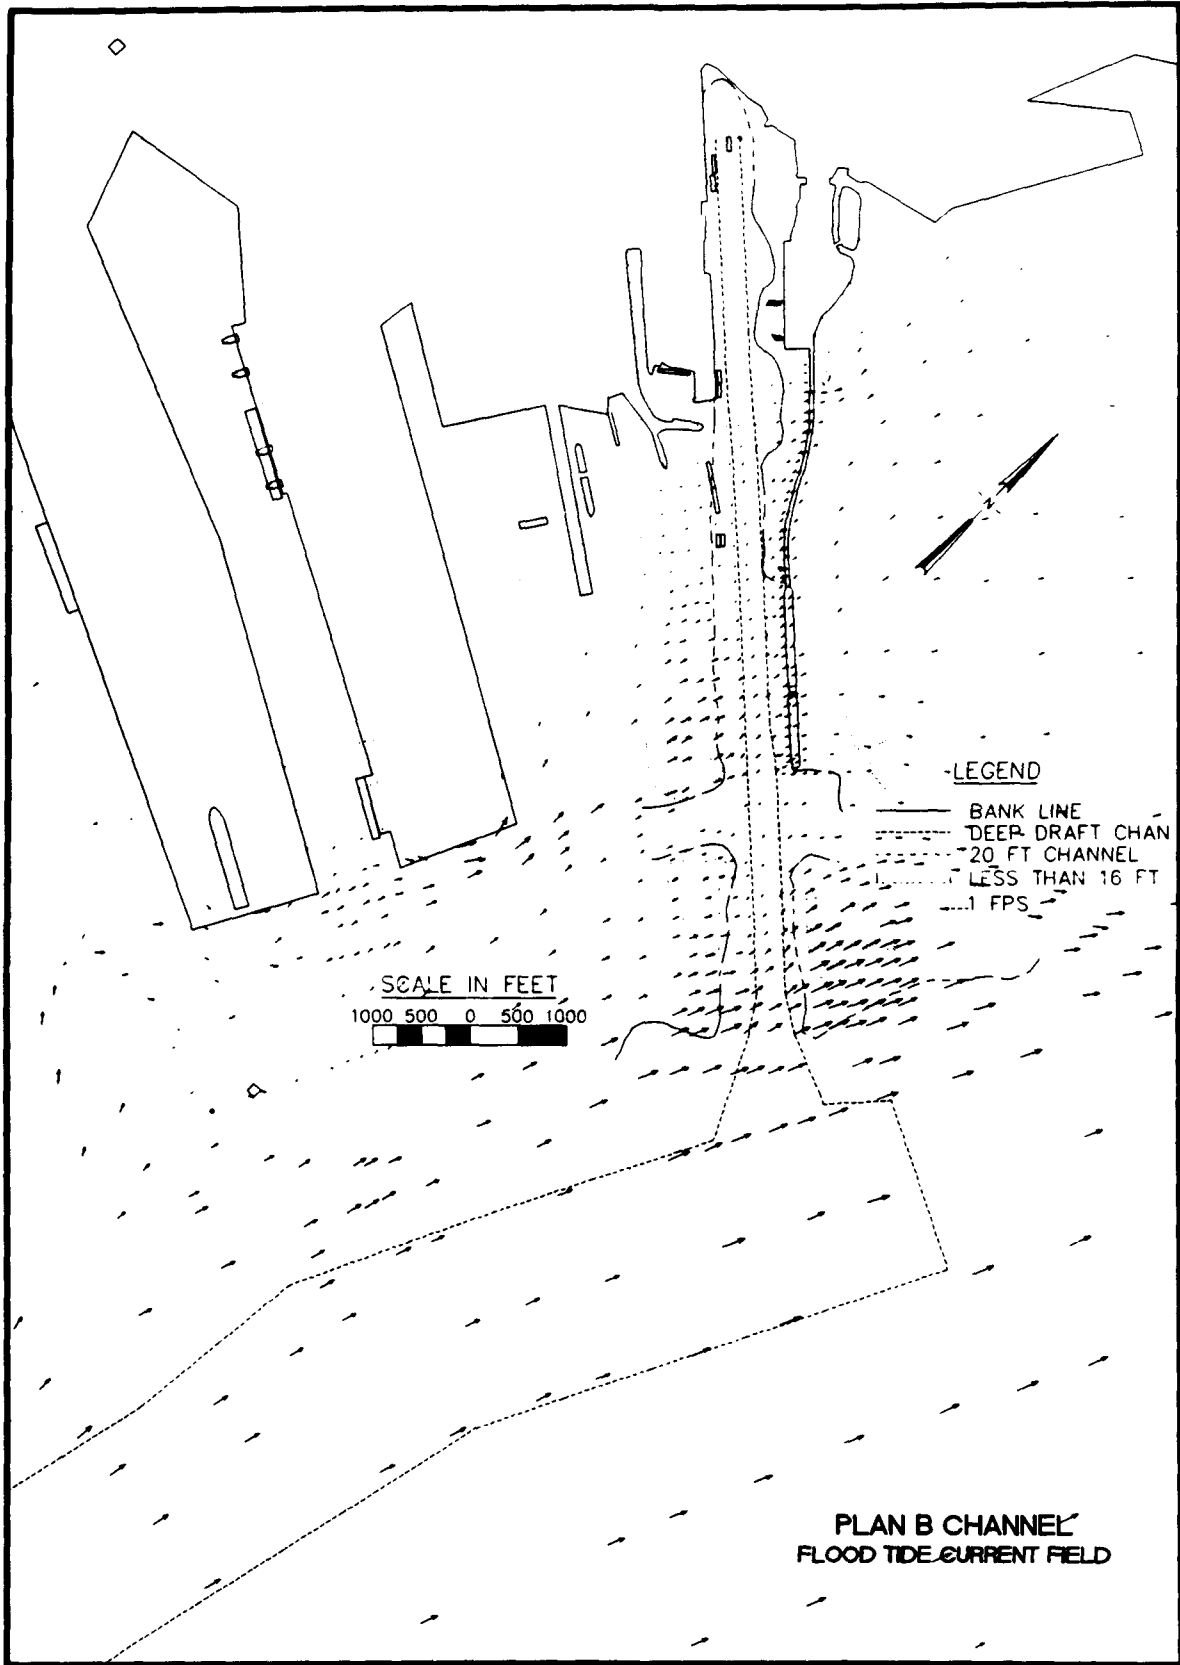 N
LEGEND
BANK LINE
DEEP DRAFT CHAN
20 FT CHANNEL
LESS THAN 16 FT
1 FPS
SCALE IN FEET
1000 500 0 500 1000
PLAN B CHANNEL
FLOOD TIDE CURRENT FIELD